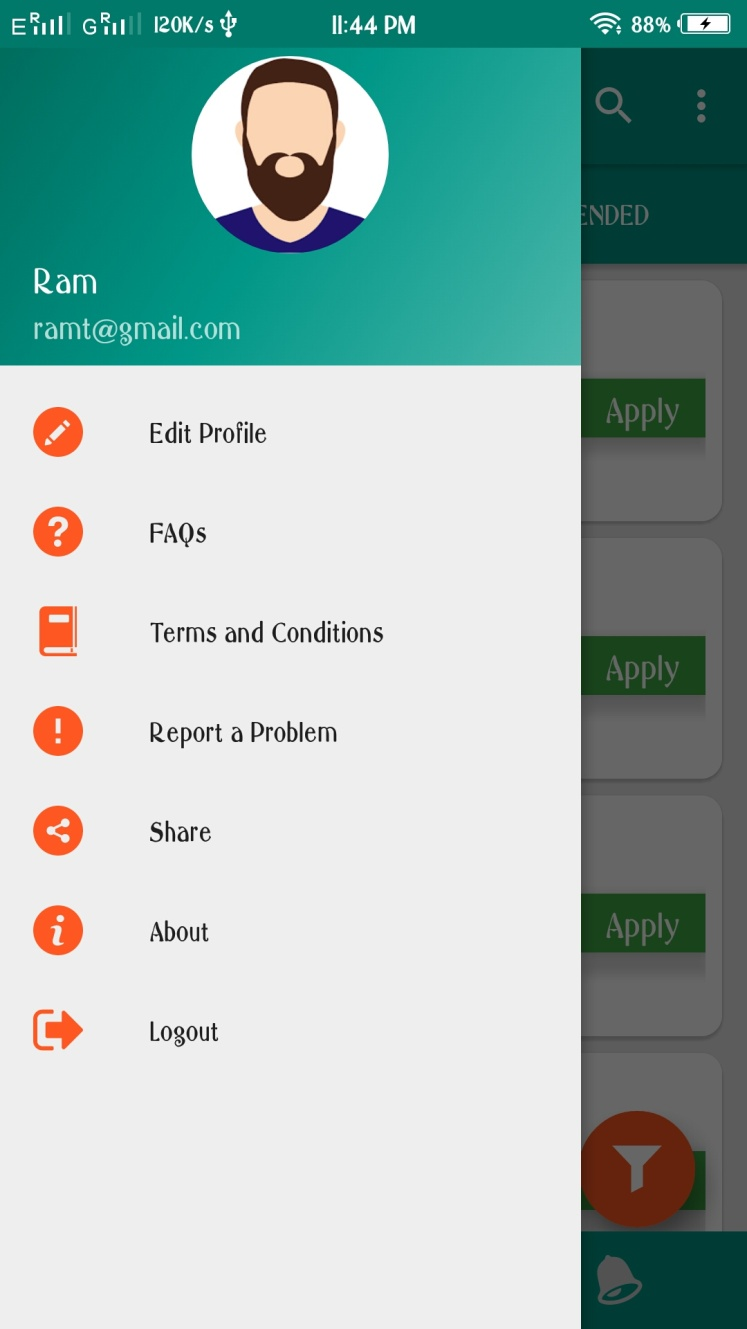 E R G R 120K/s 11:44 PM 88%
ENDED
Ram
ramt@gmail.com
Apply
Edit Profile
FAQs
Terms and Conditions
Apply
Report a Problem
Share
Apply
About
Logout